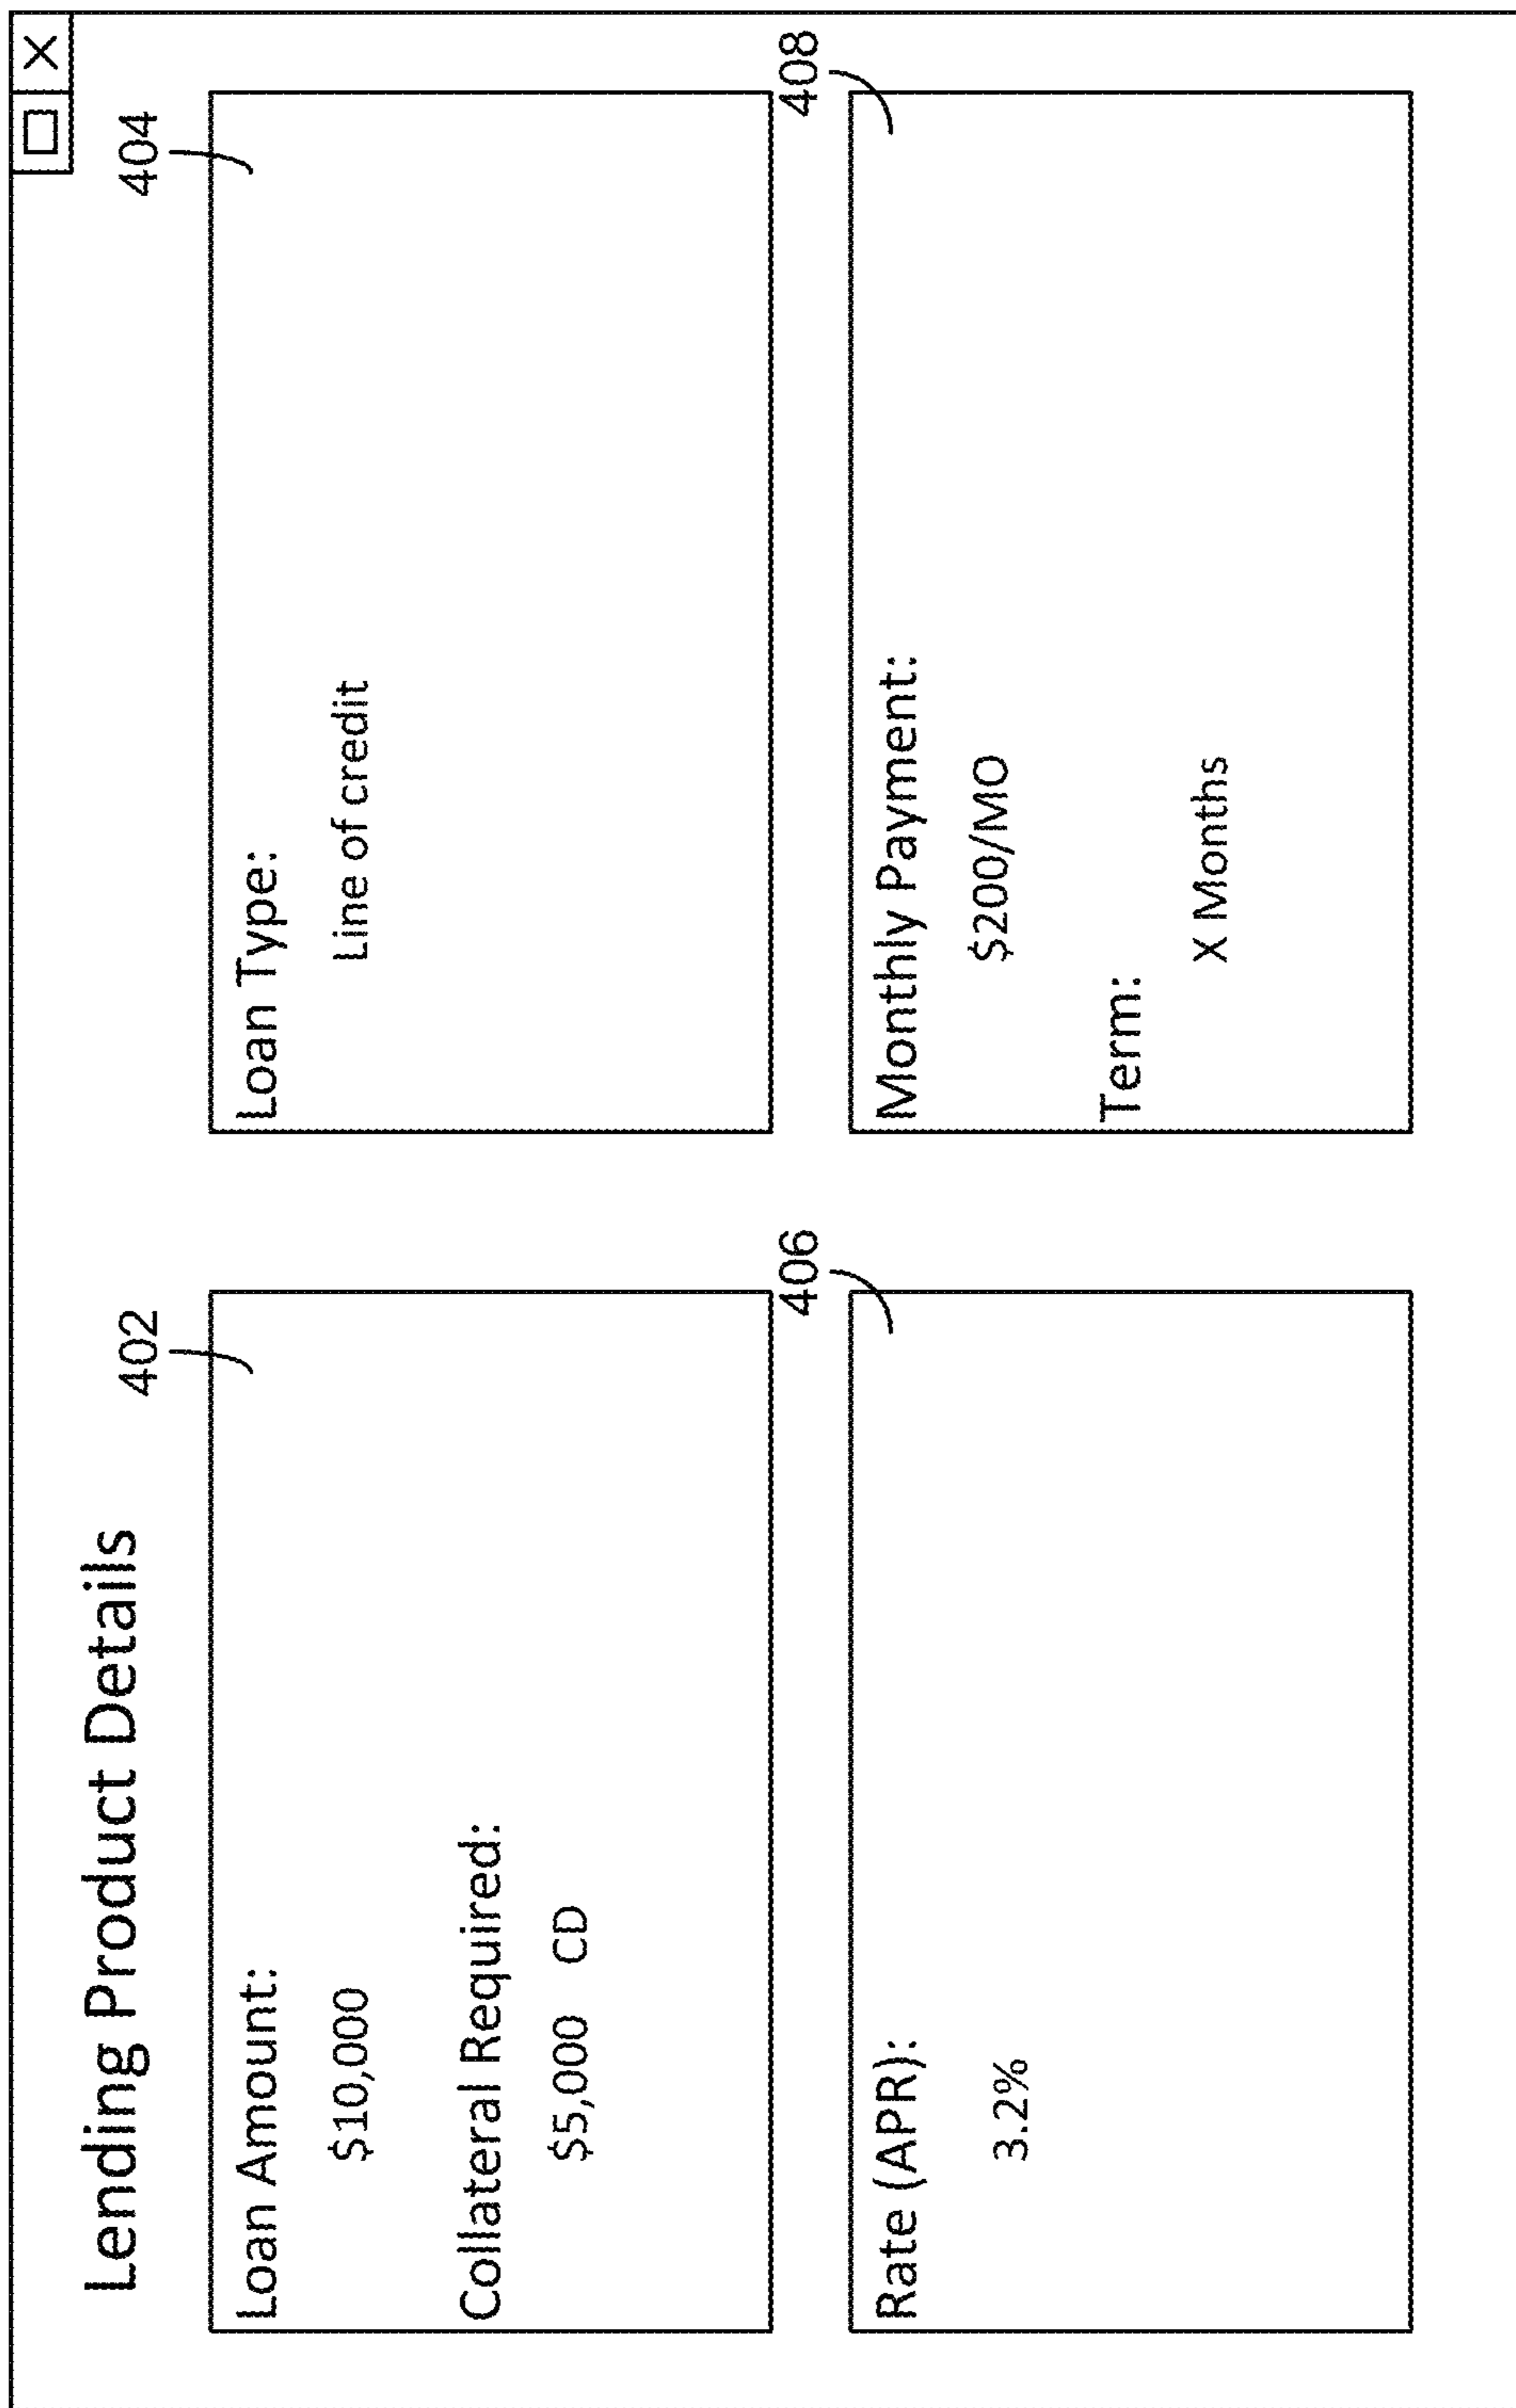 Lending Product Details
402
Loan Amount:
$10,000
Collateral Required:
$5,000 CD
404
Loan Type:
Line of credit
406
Rate (APR):
3.2%
408
Monthly Payment:
$200/MO
Term:
X Months